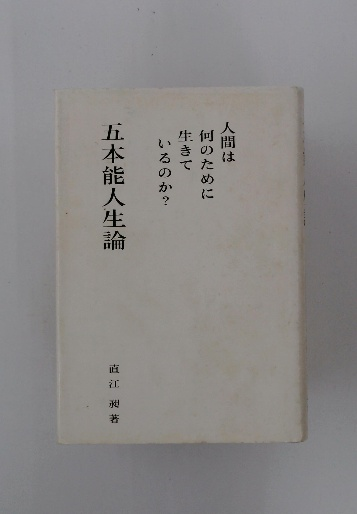 人間は
何のために
生きて
いるのか?
五本能人生論
直江 昶著